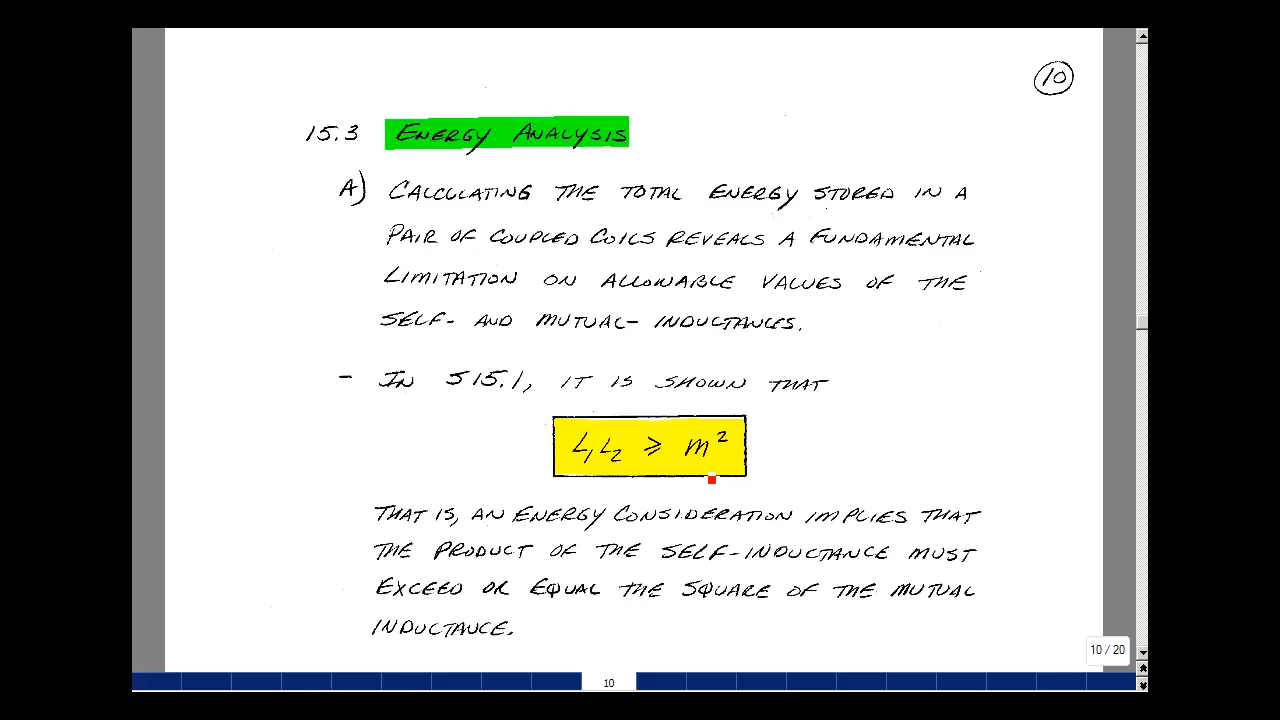 10
15.3 ENERGY ANALYSIS
A) CALCULATING THE TOTAL ENERGY STORED IN A
PAIR OF COUPLED COILS REVEALS A FUNDAMENTAL
LIMITATION ON ALLOWABLE VALUES OF THE
SELF- AND MUTUAL- INDUCTANCES.
- IN §15.1, IT IS SHOWN THAT
L₁L₂ ≥ M²
THAT IS, AN ENERGY CONSIDERATION IMPLIES THAT
THE PRODUCT OF THE SELF-INDUCTANCE MUST
EXCEED OR EQUAL THE SQUARE OF THE MUTUAL
INDUCTANCE.
10 / 20
10